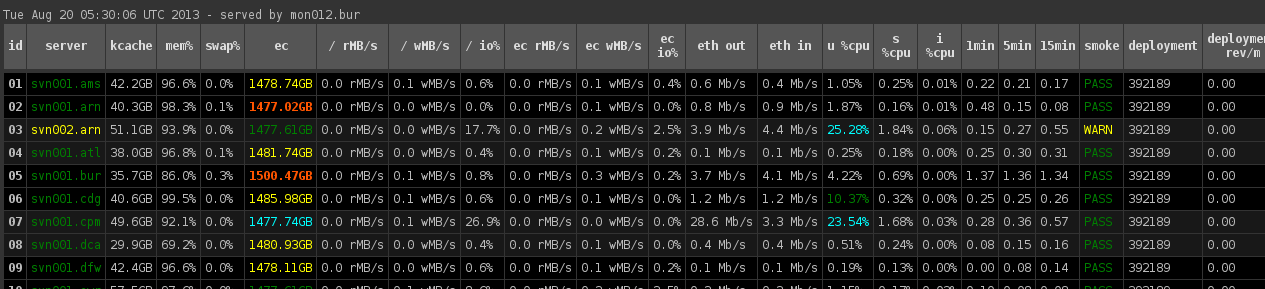 Tue Aug 20 05:30:06 UTC 2013 - served by mon012.bur
id server kcache mem% swap% ec / rMB/s / wMB/s / io% ec rMB/s ec wMB/s ec io% eth out eth in u %cpu s %cpu i %cpu 1min 5min 15min smoke deployment deployment rev/m
01 svn001.ams 42.2GB 96.6% 0.0% 1478.74GB 0.0 rMB/s 0.1 wMB/s 0.6% 0.0 rMB/s 0.1 wMB/s 0.4% 0.6 Mb/s 0.4 Mb/s 1.05% 0.25% 0.01% 0.22 0.21 0.17 PASS 392189 0.00
02 svn001.arn 40.3GB 98.3% 0.1% 1477.02GB 0.0 rMB/s 0.0 wMB/s 0.0% 0.0 rMB/s 0.1 wMB/s 0.0% 0.8 Mb/s 0.9 Mb/s 1.87% 0.16% 0.01% 0.48 0.15 0.08 PASS 392189 0.00
03 svn002.arn 51.1GB 93.9% 0.0% 1477.61GB 0.0 rMB/s 0.0 wMB/s 17.7% 0.0 rMB/s 0.2 wMB/s 2.5% 3.9 Mb/s 4.4 Mb/s 25.28% 1.84% 0.06% 0.15 0.27 0.55 WARN 392189 0.00
04 svn001.atl 38.0GB 96.8% 0.1% 1481.74GB 0.0 rMB/s 0.0 wMB/s 0.4% 0.0 rMB/s 0.1 wMB/s 0.2% 0.1 Mb/s 0.1 Mb/s 0.25% 0.18% 0.00% 0.25 0.30 0.31 PASS 392189 0.00
05 svn001.bur 35.7GB 86.0% 0.3% 1500.47GB 0.0 rMB/s 0.1 wMB/s 0.8% 0.0 rMB/s 0.3 wMB/s 0.2% 3.7 Mb/s 4.1 Mb/s 4.22% 0.69% 0.00% 1.37 1.36 1.34 PASS 392189 0.00
06 svn001.cdg 40.6GB 99.5% 0.0% 1485.98GB 0.0 rMB/s 0.1 wMB/s 0.6% 0.0 rMB/s 0.1 wMB/s 0.0% 1.2 Mb/s 1.2 Mb/s 10.37% 0.32% 0.00% 0.25 0.25 0.26 PASS 392189 0.00
07 svn001.cpm 49.6GB 92.1% 0.0% 1477.74GB 0.0 rMB/s 0.1 wMB/s 26.9% 0.0 rMB/s 0.0 wMB/s 0.0% 28.6 Mb/s 3.3 Mb/s 23.54% 1.68% 0.03% 0.28 0.36 0.57 PASS 392189 0.00
08 svn001.dca 29.9GB 69.2% 0.0% 1480.93GB 0.0 rMB/s 0.0 wMB/s 0.4% 0.0 rMB/s 0.1 wMB/s 0.0% 0.4 Mb/s 0.4 Mb/s 0.51% 0.24% 0.00% 0.08 0.15 0.16 PASS 392189 0.00
09 svn001.dfw 42.4GB 96.6% 0.0% 1478.11GB 0.0 rMB/s 0.0 wMB/s 0.6% 0.0 rMB/s 0.1 wMB/s 0.2% 0.1 Mb/s 0.1 Mb/s 0.19% 0.13% 0.00% 0.00 0.08 0.14 PASS 392189 0.00